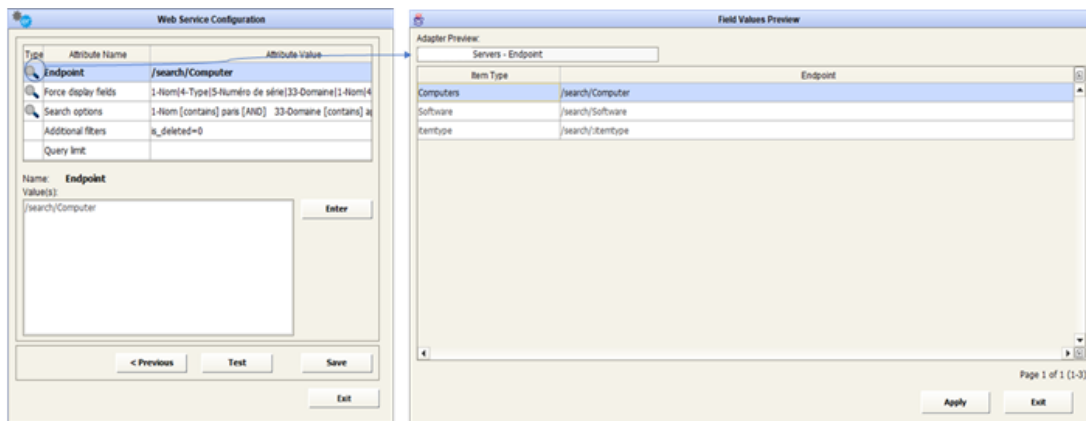 Web Service Configuration
Type Attribute Name Attribute Value
Endpoint /search/Computer
Force display fields 1-Nom|4-Type|5-Numéro de série|33-Domaine|1-Nom|4
Search options 1-Nom [contains] paris [AND] 33-Domaine [contains]
Additional filters is_deleted=0
Query limit
Name: Endpoint
Value(s):
/search/Computer
Enter
< Previous Test Save
Exit
Field Values Preview
Adapter Preview:
Servers - Endpoint
Item Type Endpoint
Computers /search/Computer
Software /search/Software
itemtype /search/:itemtype
Page 1 of 1 (1-3)
Apply Exit